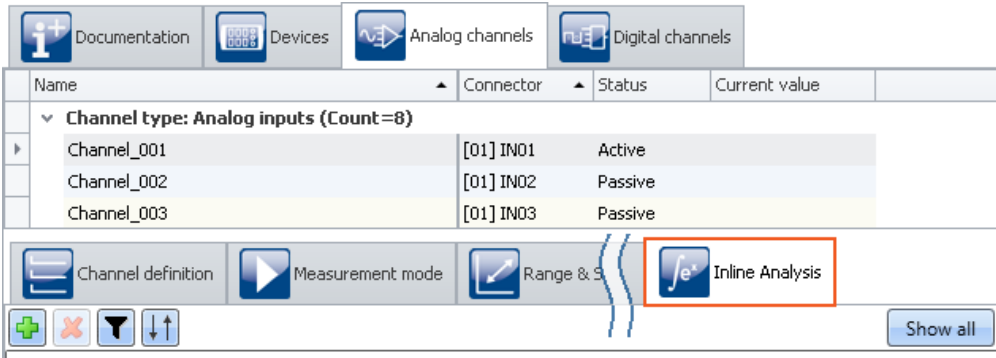 Documentation Devices Analog channels Digital channels
Name Connector Status Current value
Channel type: Analog inputs (Count=8)
Channel_001 [01] IN01 Active
Channel_002 [01] IN02 Passive
Channel_003 [01] IN03 Passive
Channel definition Measurement mode Range & S Inline Analysis
Show all